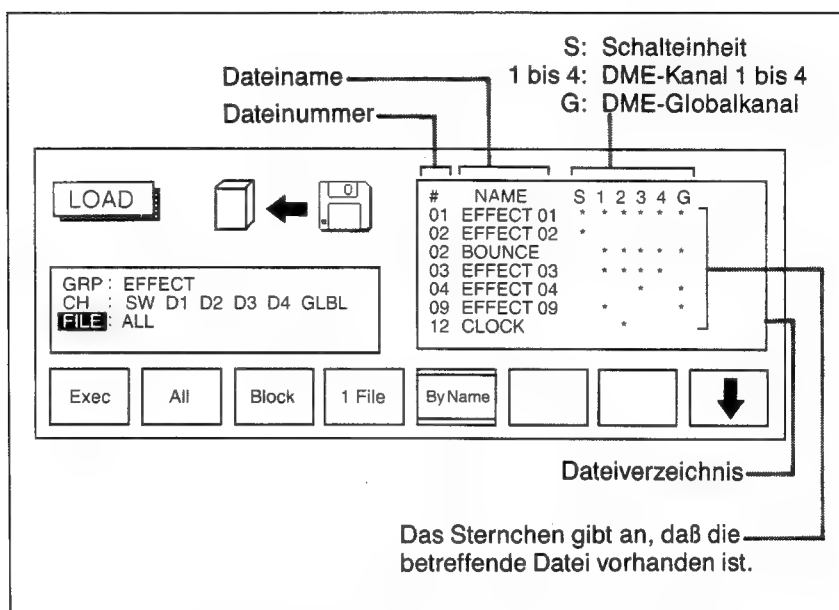 S: Schalteinheit
1 bis 4: DME-Kanal 1 bis 4
G: DME-Globalkanal
Dateiname
Dateinummer
LOAD
# NAME S 1 2 3 4 G
01 EFFECT 01 * * * * * *
02 EFFECT 02 *
02 BOUNCE * * * * *
03 EFFECT 03 * * * *
04 EFFECT 04 * *
09 EFFECT 09 * *
12 CLOCK *
GRP : EFFECT
CH : SW D1 D2 D3 D4 GLBL
FILE : ALL
Exec All Block 1 File By Name
Dateiverzeichnis
Das Sternchen gibt an, daß die
betreffende Datei vorhanden ist.